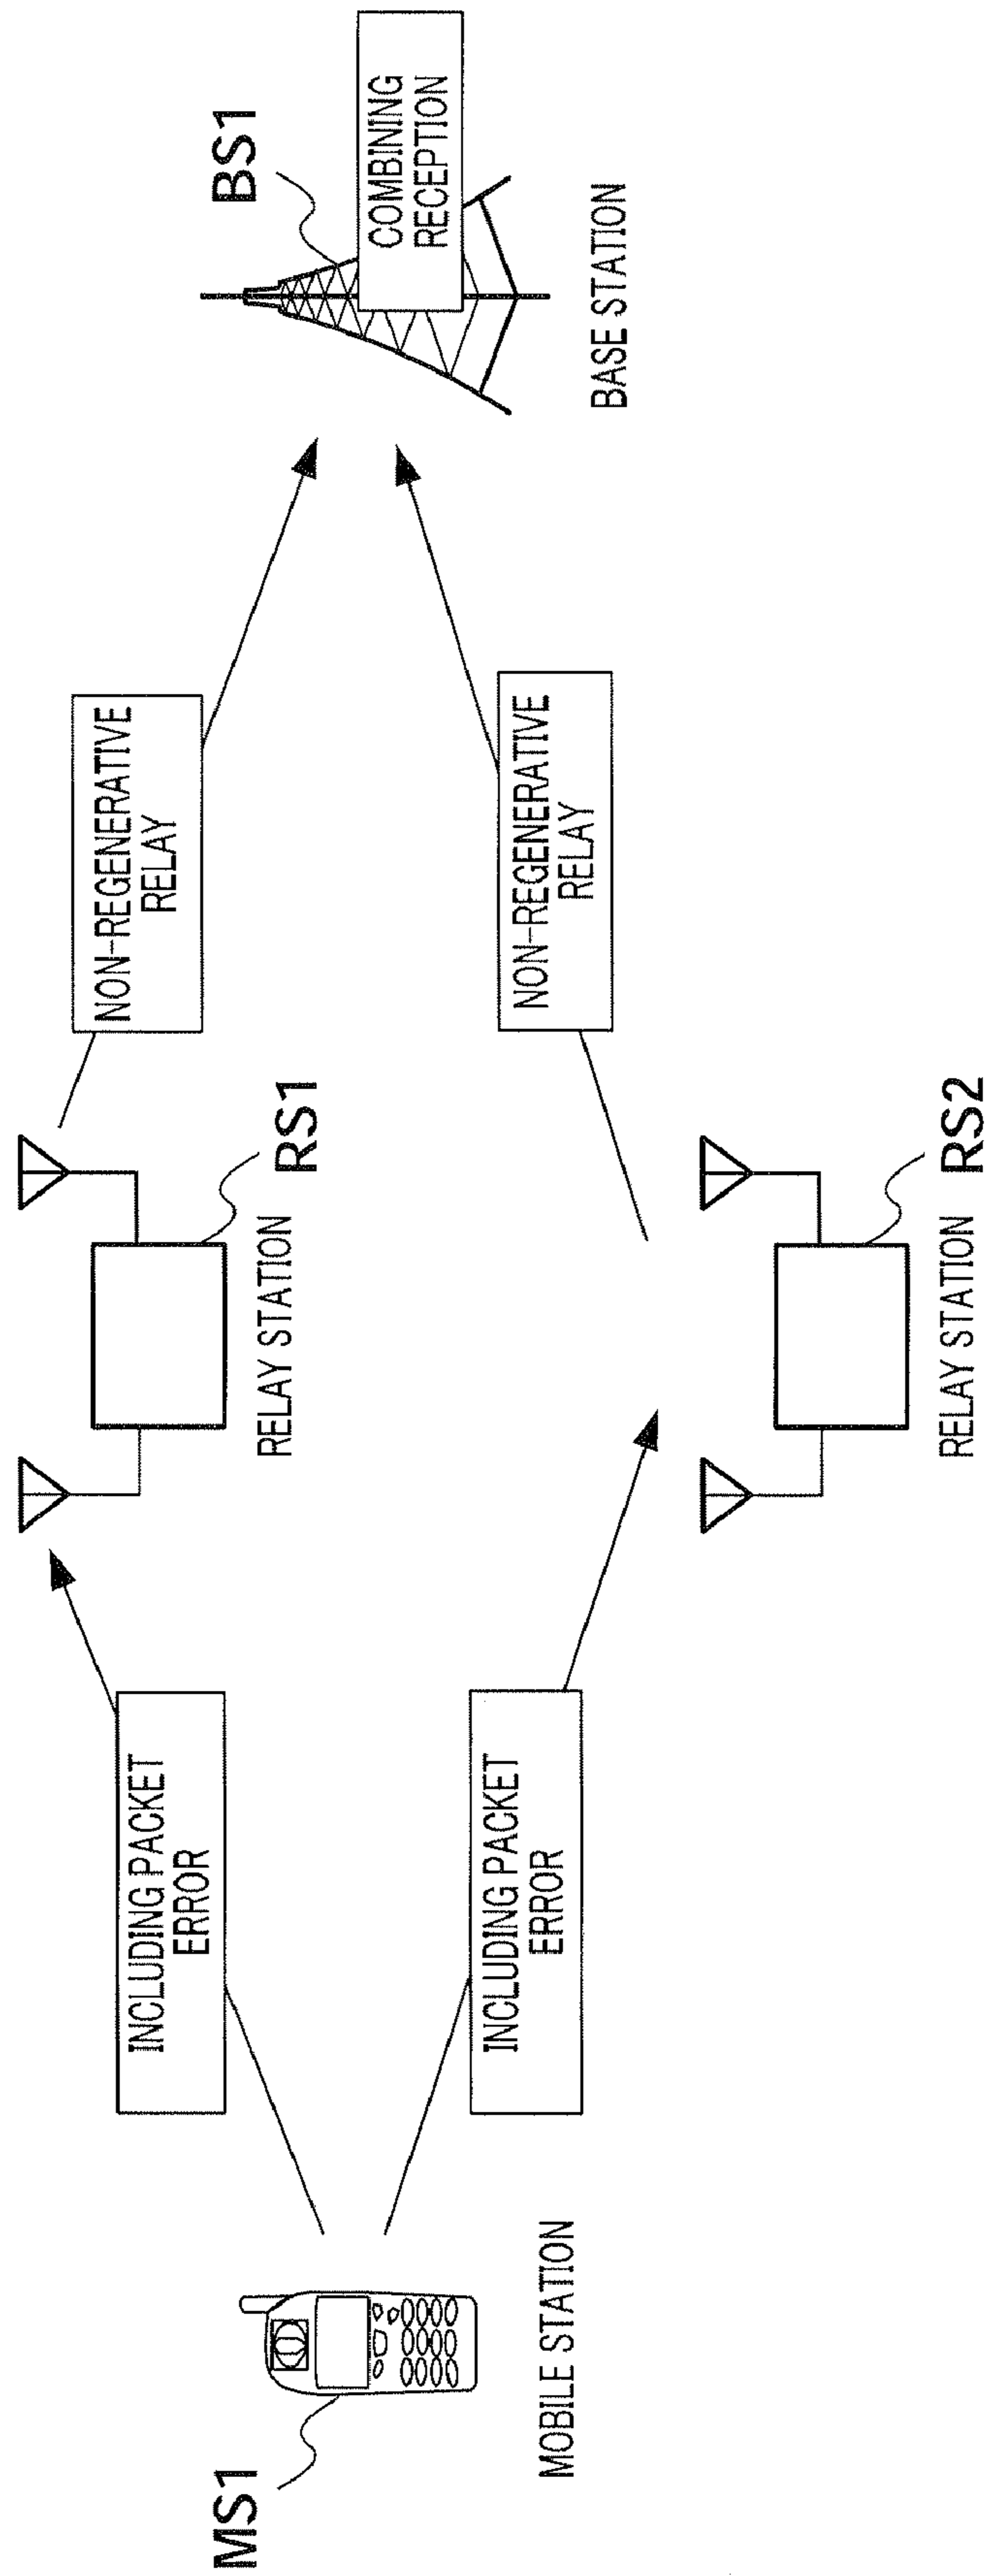 MS1
MOBILE STATION
INCLUDING PACKET
ERROR
INCLUDING PACKET
ERROR
RELAY STATION
RS1
RELAY STATION
RS2
NON-REGENERATIVE
RELAY
NON-REGENERATIVE
RELAY
BS1
COMBINING
RECEPTION
BASE STATION